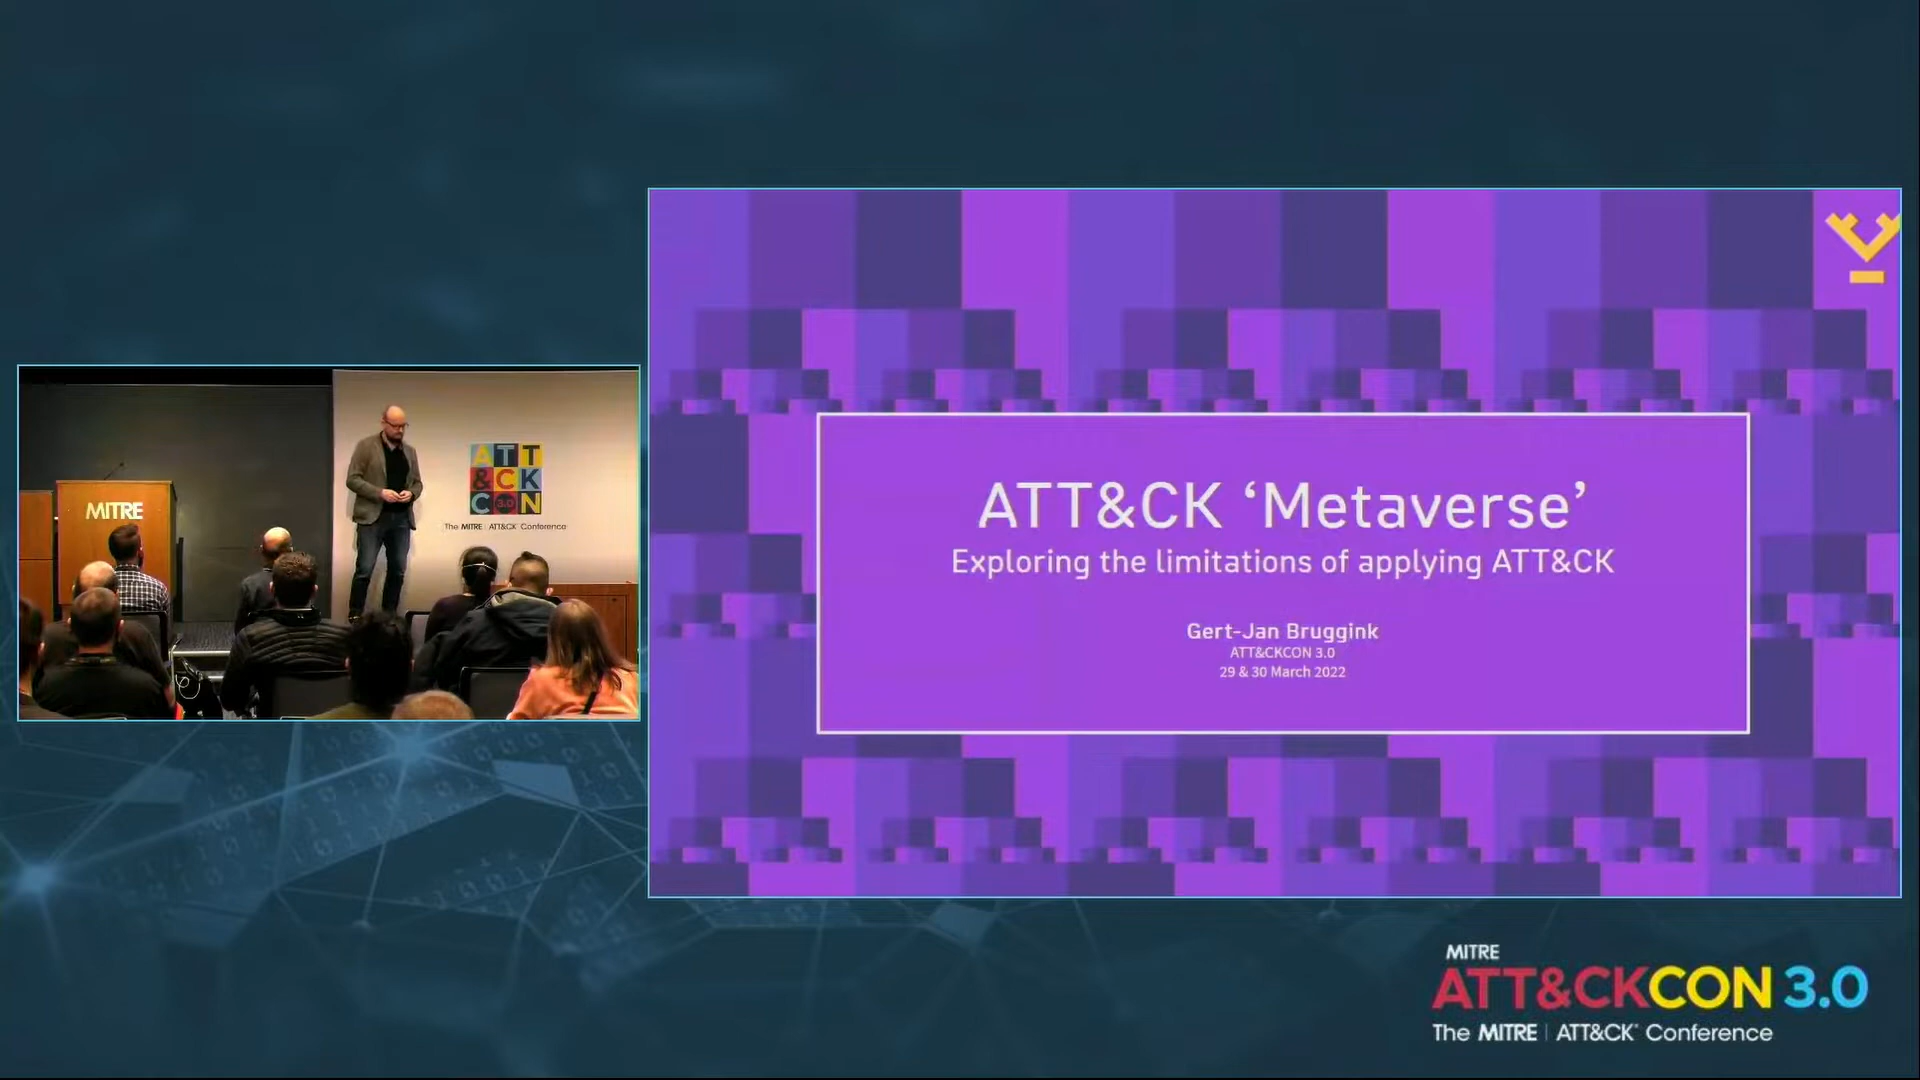 MITRE
ATT
&CK
C3.0N
The MITRE | ATT&CK® Conference
ATT&CK ‘Metaverse’
Exploring the limitations of applying ATT&CK
Gert-Jan Bruggink
ATT&CKCON 3.0
29 & 30 March 2022
MITRE
ATT&CKCON 3.0
The MITRE | ATT&CK® Conference